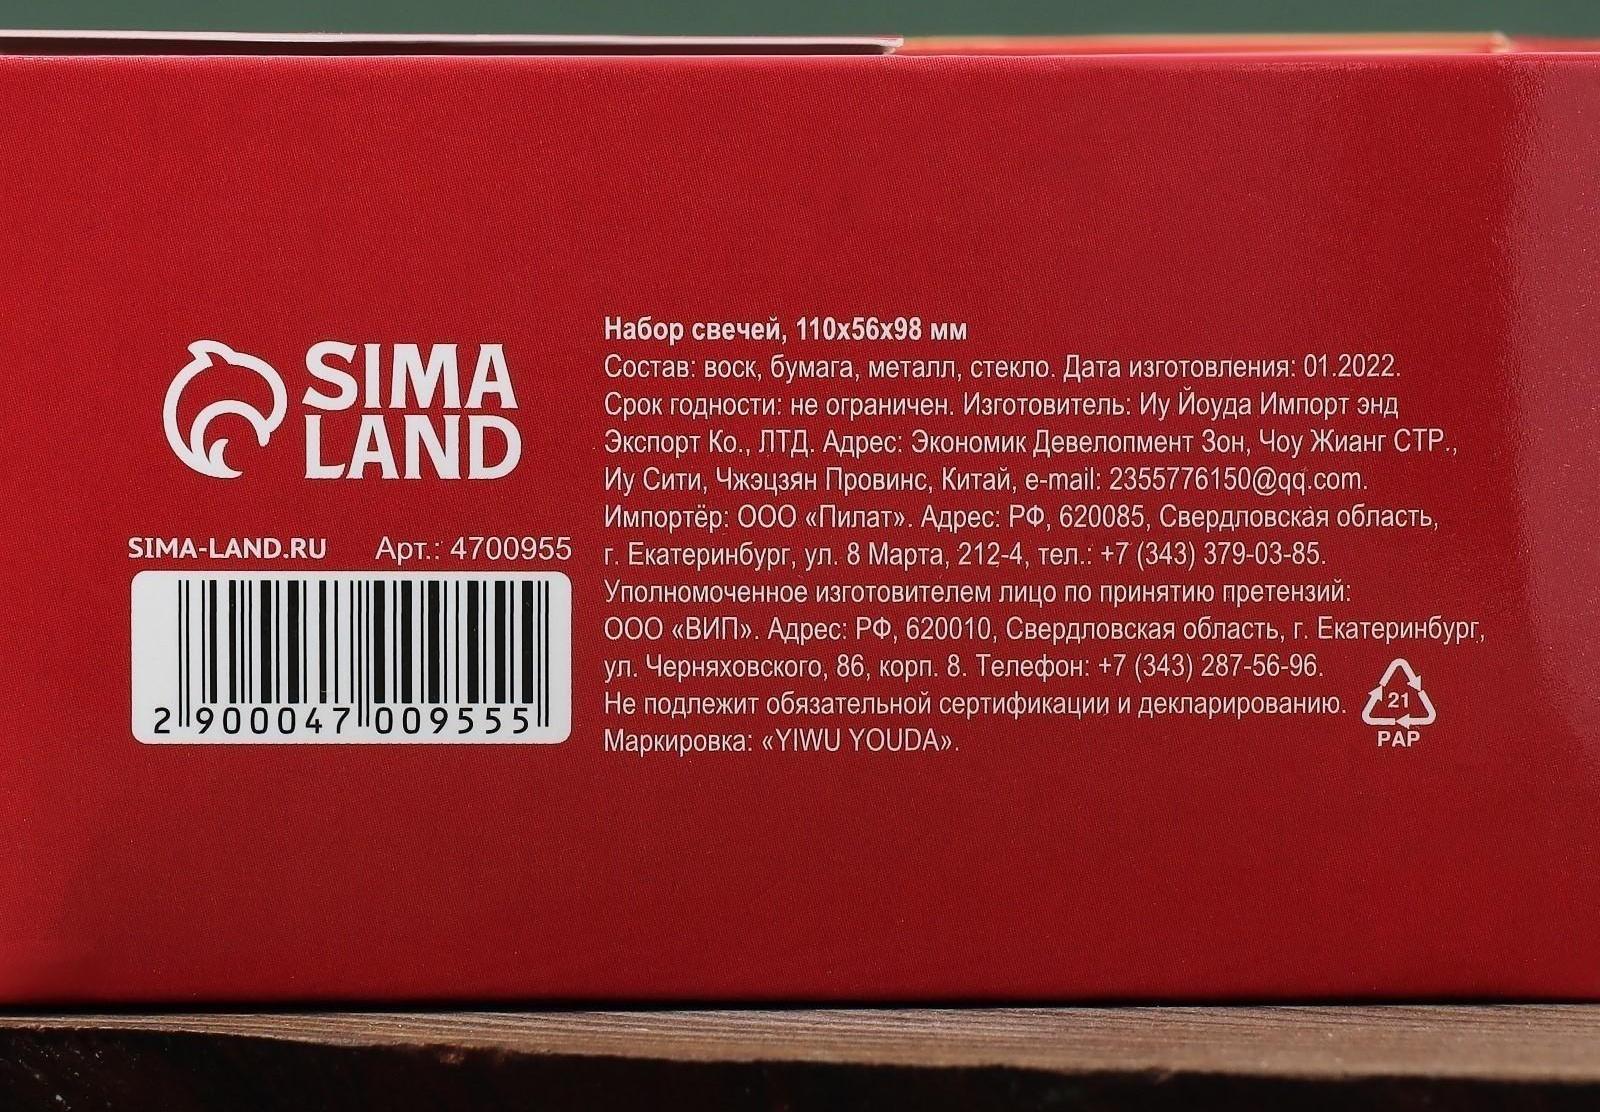 SIMA
LAND
SIMA-LAND.RU Арт.: 4700955
2 900047 009555
Набор свечей, 110х56х98 мм
Состав: воск, бумага, металл, стекло. Дата изготовления: 01.2022.
Срок годности: не ограничен. Изготовитель: Иу Йоуда Импорт энд
Экспорт Ко., ЛТД. Адрес: Экономик Девелопмент Зон, Чоу Жианг СТР.,
Иу Сити, Чжэцзян Провинс, Китай, e-mail: 2355776150@qq.com.
Импортёр: ООО «Пилат». Адрес: РФ, 620085, Свердловская область,
г. Екатеринбург, ул. 8 Марта, 212-4, тел.: +7 (343) 379-03-85.
Уполномоченное изготовителем лицо по принятию претензий:
ООО «ВИП». Адрес: РФ, 620010, Свердловская область, г. Екатеринбург,
ул. Черняховского, 86, корп. 8. Телефон: +7 (343) 287-56-96.
Не подлежит обязательной сертификации и декларированию.
Маркировка: «YIWU YOUDA».
21
PAP